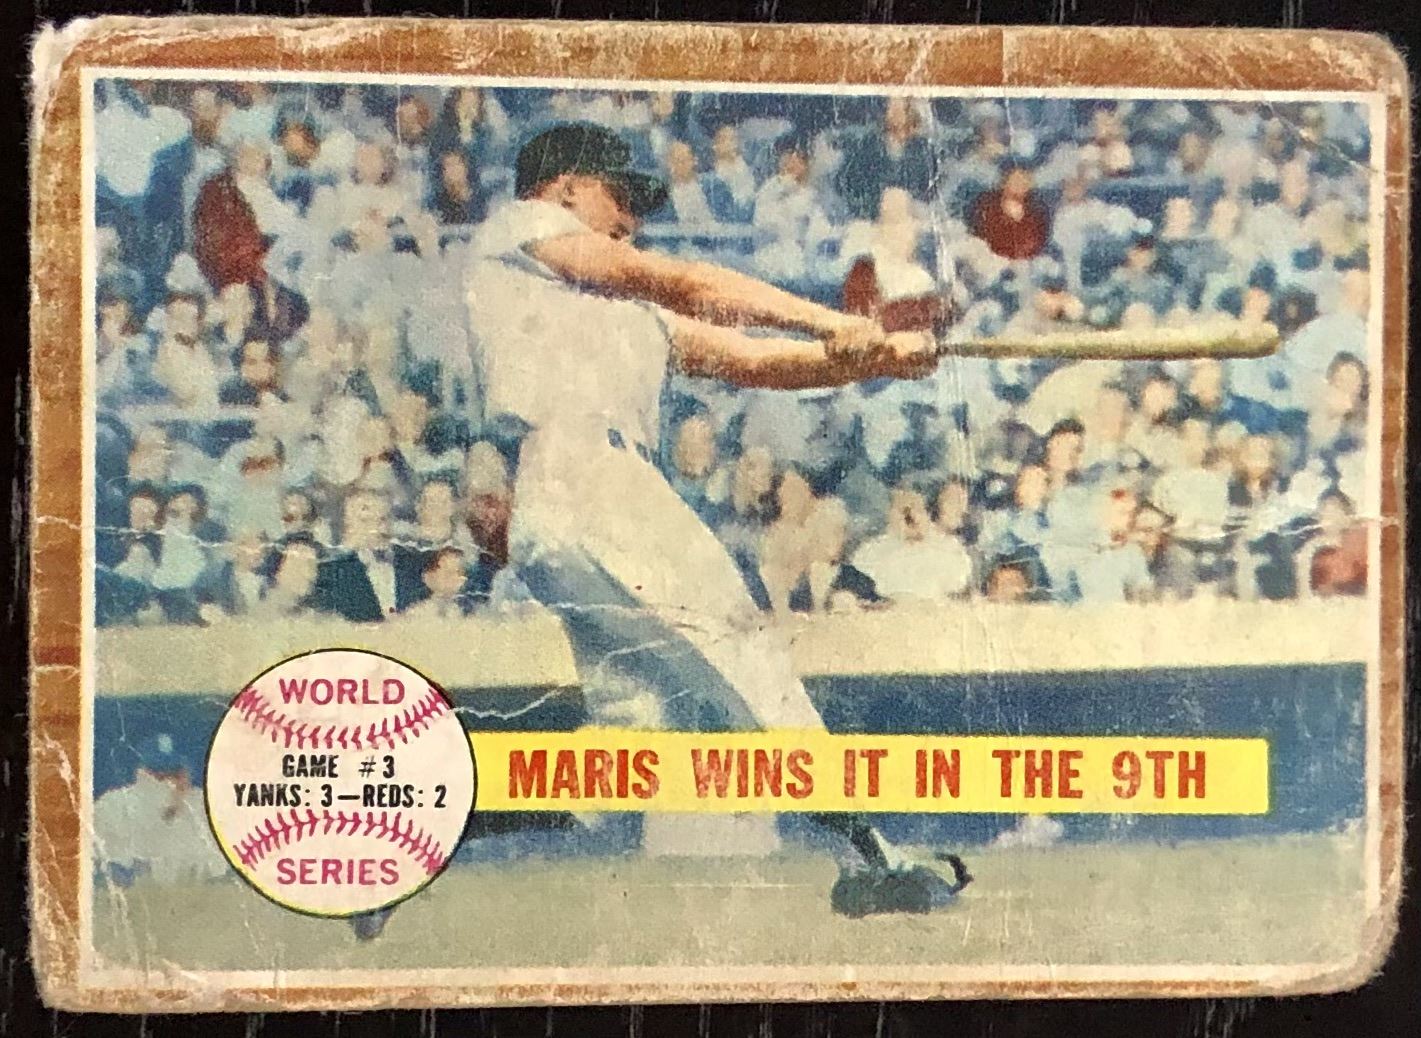 WORLD
GAME #3
YANKS: 3—REDS: 2
SERIES
MARIS WINS IT IN THE 9TH